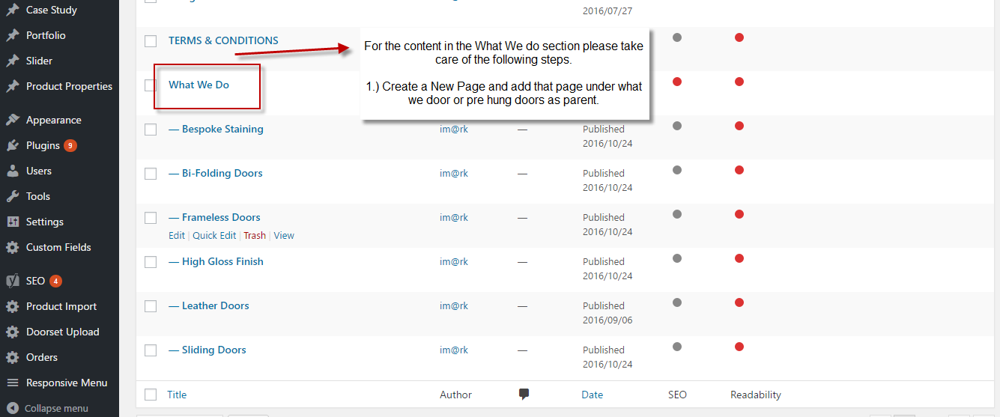 Case Study
Portfolio
Slider
Product Properties
Appearance
Plugins 9
Users
Tools
Settings
Custom Fields
SEO 4
Product Import
Doorset Upload
Orders
Responsive Menu
Collapse menu
2016/07/27
TERMS & CONDITIONS
For the content in the What We do section please take
care of the following steps.
1.) Create a New Page and add that page under what
we door or pre hung doors as parent.
What We Do
— Bespoke Staining im@rk — Published
2016/10/24
— Bi-Folding Doors im@rk — Published
2016/10/24
— Frameless Doors im@rk — Published
Edit | Quick Edit | Trash | View 2016/10/24
— High Gloss Finish im@rk — Published
2016/10/24
— Leather Doors im@rk — Published
2016/09/06
— Sliding Doors im@rk — Published
2016/10/24
Title Author Date SEO Readability